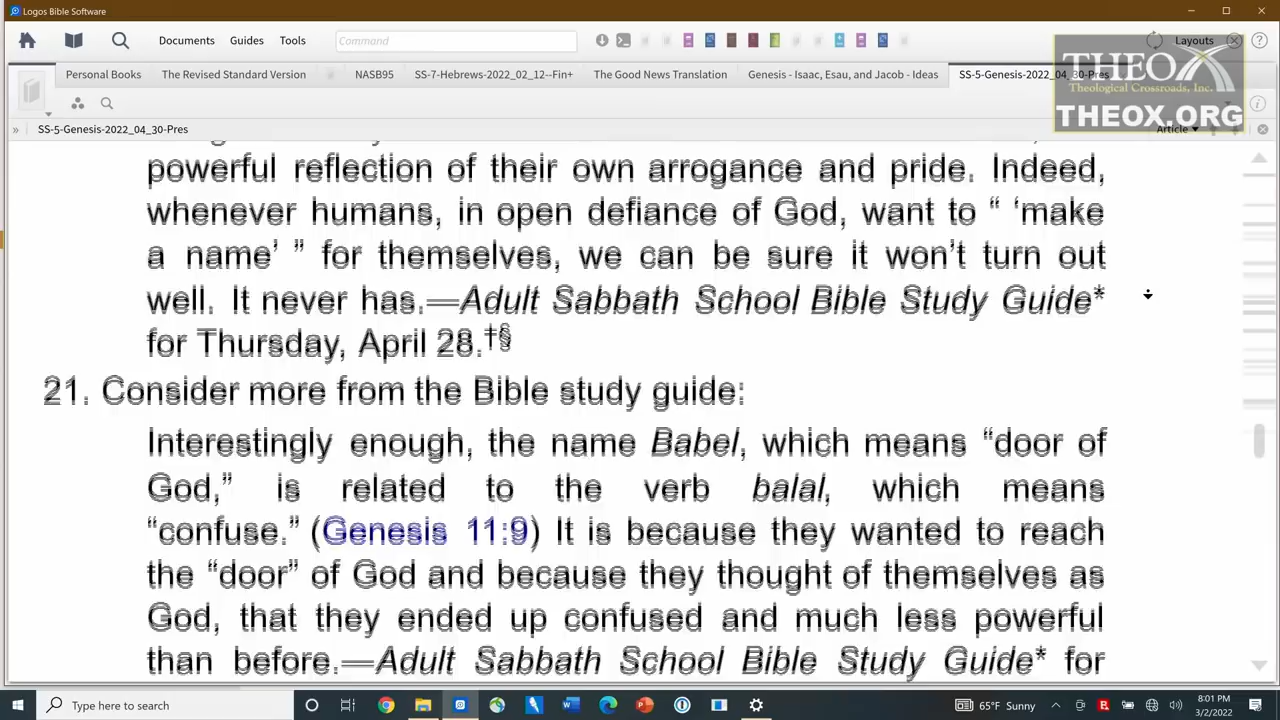 Logos Bible Software
Documents Guides Tools Command Layouts
Personal Books The Revised Standard Version NASB95 SS-7-Hebrews-2022_02_12--Fin+ The Good News Translation Genesis - Isaac, Esau, and Jacob - Ideas SS-5-Genesis-2022_04_30-Pres
THEOX
Theological Crossroads, Inc.
THEOX.ORG
» SS-5-Genesis-2022_04_30-Pres Article
powerful reflection of their own arrogance and pride. Indeed,
whenever humans, in open defiance of God, want to “ ‘make
a name’ ” for themselves, we can be sure it won’t turn out
well. It never has.—Adult Sabbath School Bible Study Guide*
for Thursday, April 28.†§
21. Consider more from the Bible study guide:
Interestingly enough, the name Babel, which means “door of
God,” is related to the verb balal, which means
“confuse.” (Genesis 11:9) It is because they wanted to reach
the “door” of God and because they thought of themselves as
God, that they ended up confused and much less powerful
than before.—Adult Sabbath School Bible Study Guide* for
Type here to search
65°F Sunny
8:01 PM
3/2/2022